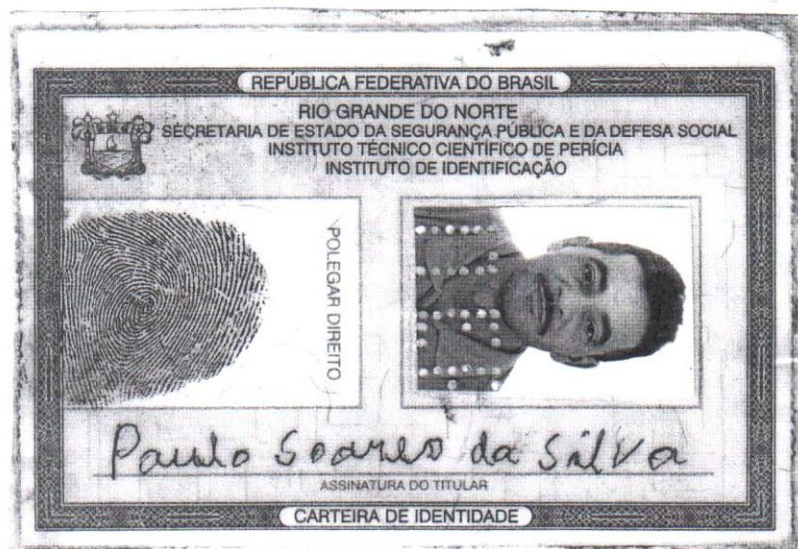 REPÚBLICA FEDERATIVA DO BRASIL
RIO GRANDE DO NORTE
SECRETARIA DE ESTADO DA SEGURANÇA PÚBLICA E DA DEFESA SOCIAL
INSTITUTO TÉCNICO CIENTÍFICO DE PERÍCIA
INSTITUTO DE IDENTIFICAÇÃO
POLEGAR DIREITO
Paulo Soares da Silva
ASSINATURA DO TITULAR
CARTEIRA DE IDENTIDADE